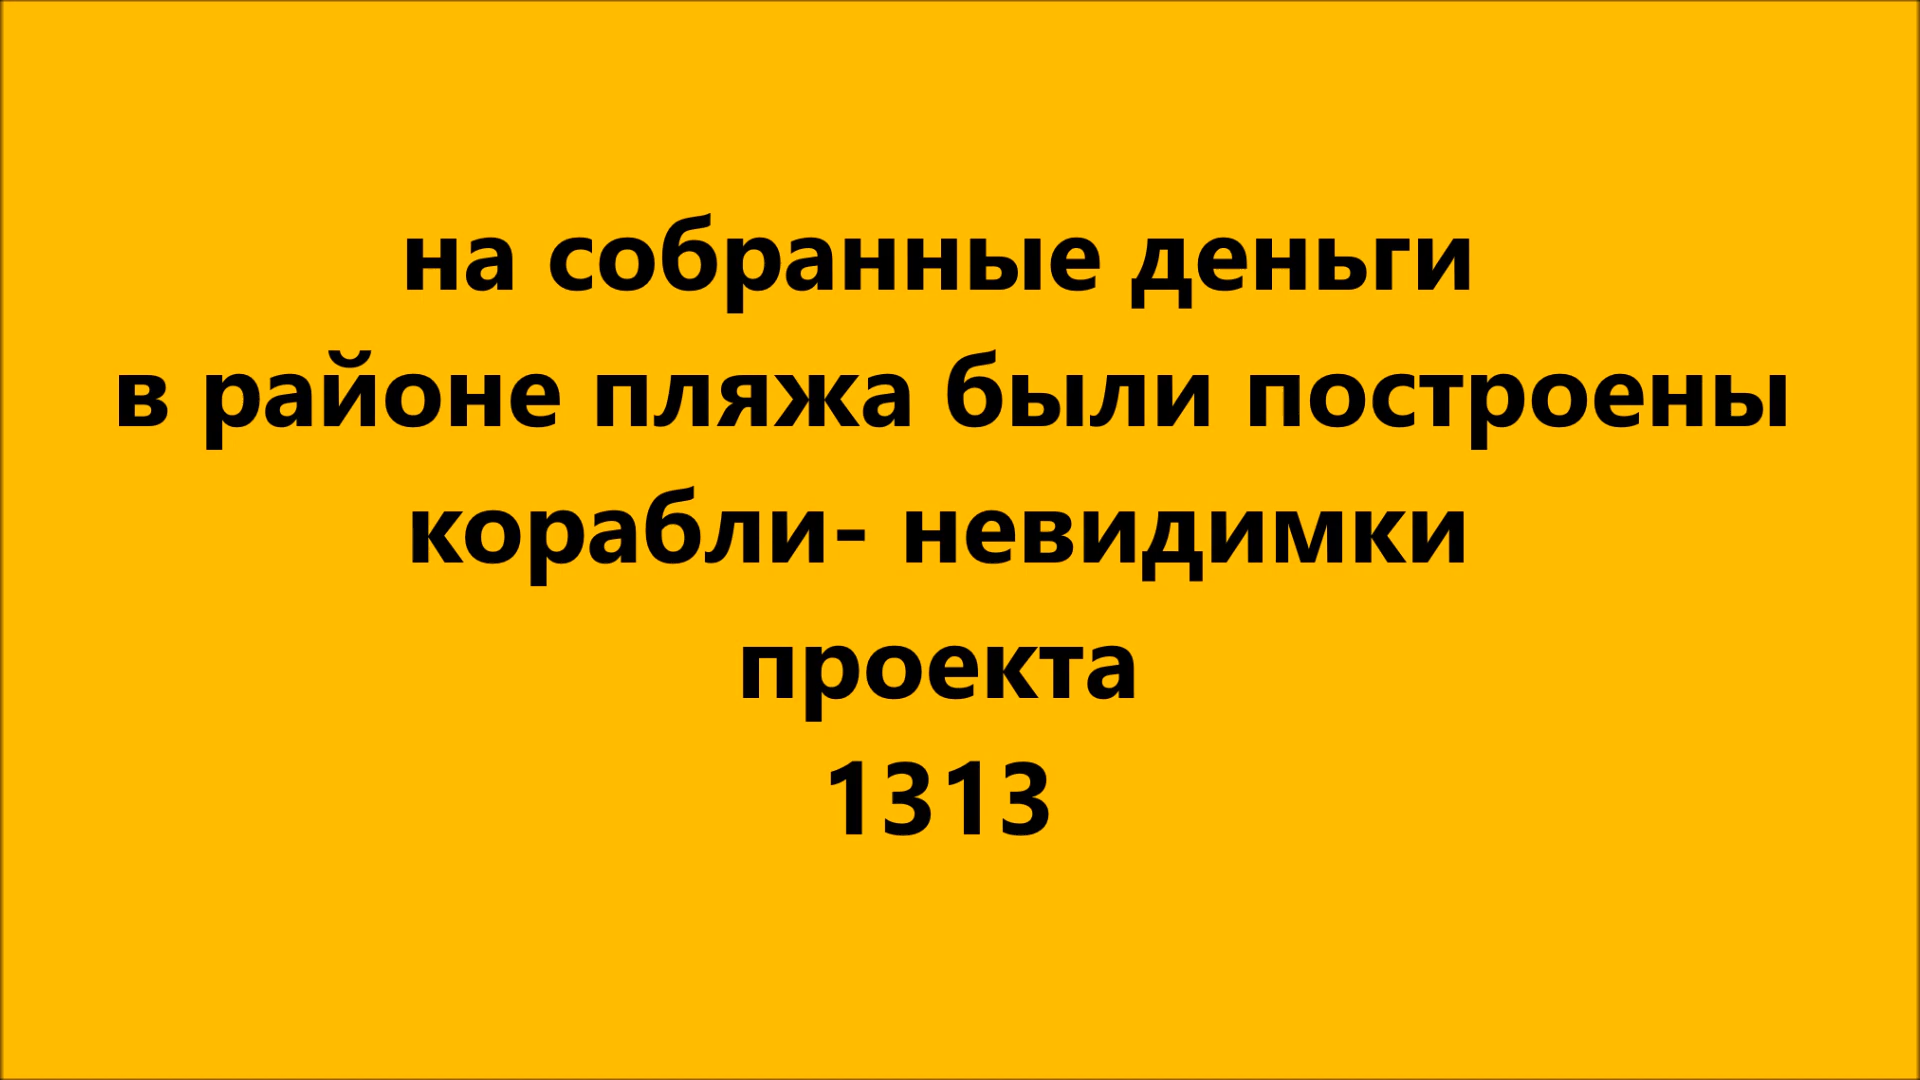 на собранные деньги
в районе пляжа были построены
корабли- невидимки
проекта
1313